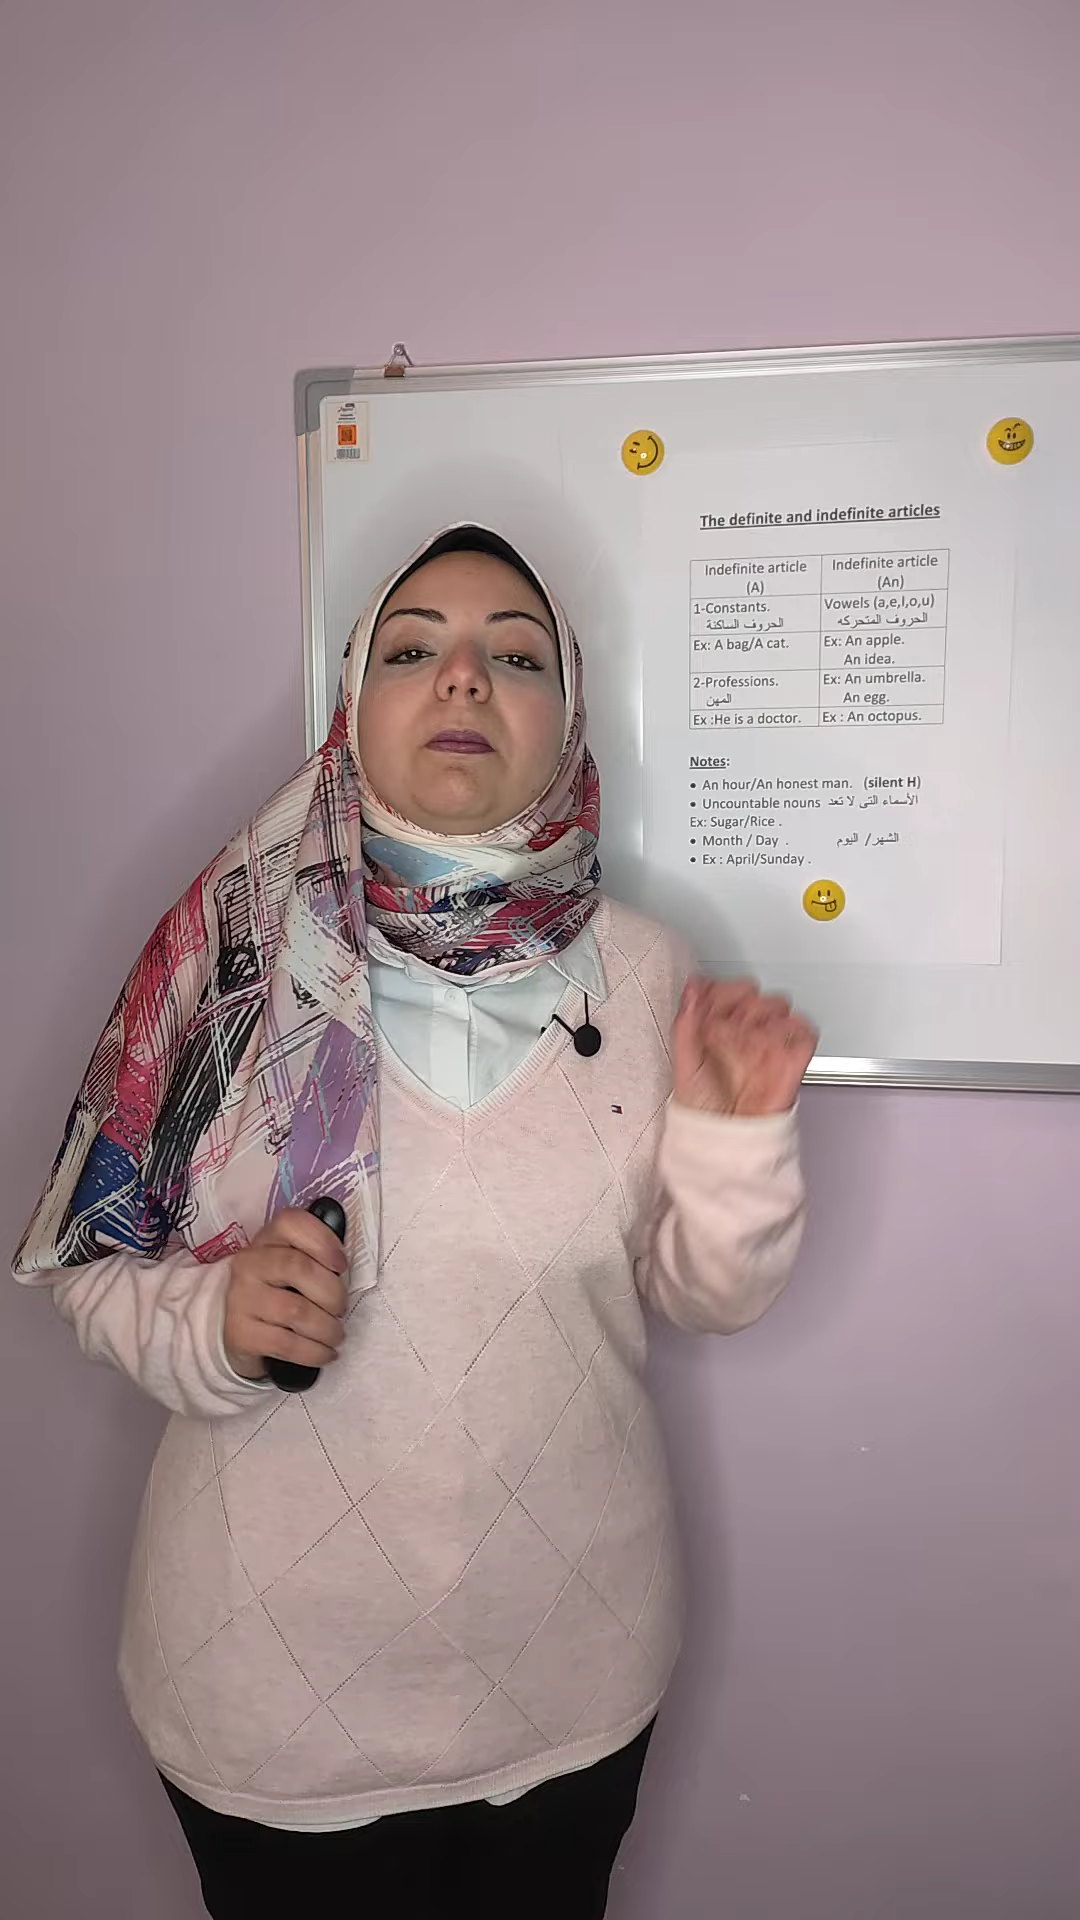 The definite and indefinite articles
Indefinite article
(A)
Indefinite article
(An)
1-Constants.
الحروف الساكنة
Vowels (a,e,I,o,u)
الحروف المتحركه
Ex: A bag/A cat.
Ex: An apple.
An idea.
2-Professions.
المهن
Ex: An umbrella.
An egg.
Ex :He is a doctor.
Ex : An octopus.
Notes:
• An hour/An honest man. (silent H)
• Uncountable nouns الأسماء التى لا تعد
Ex: Sugar/Rice .
• Month / Day . الشهر/ اليوم
• Ex : April/Sunday .